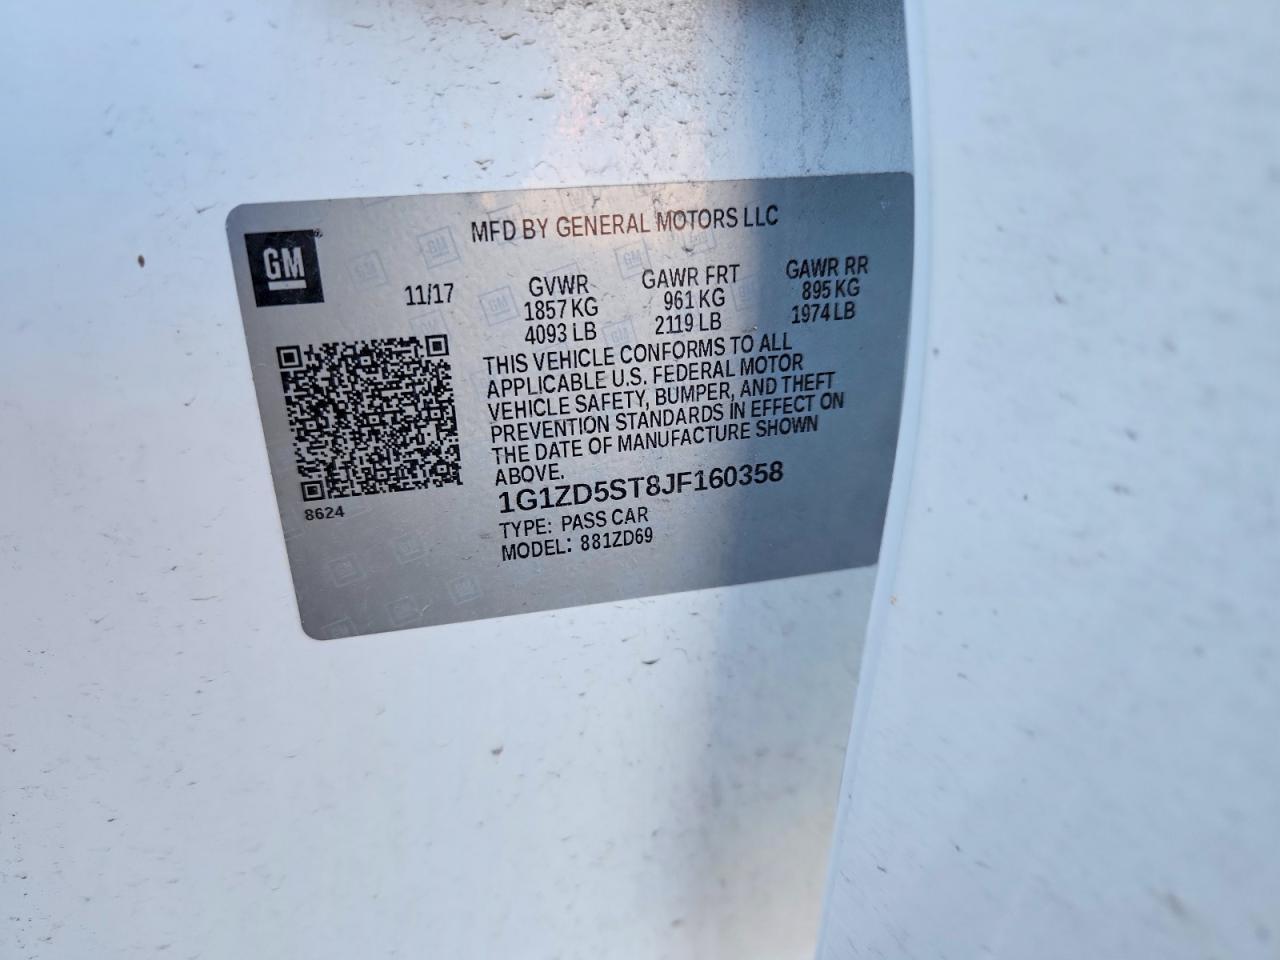 MFD BY GENERAL MOTORS LLC
GM®
11/17
GVWR
1857 KG
4093 LB
GAWR FRT
961 KG
2119 LB
GAWR RR
895 KG
1974 LB
THIS VEHICLE CONFORMS TO ALL
APPLICABLE U.S. FEDERAL MOTOR
VEHICLE SAFETY, BUMPER, AND THEFT
PREVENTION STANDARDS IN EFFECT ON
THE DATE OF MANUFACTURE SHOWN
ABOVE.
8624
1G1ZD5ST8JF160358
TYPE: PASS CAR
MODEL: 881ZD69